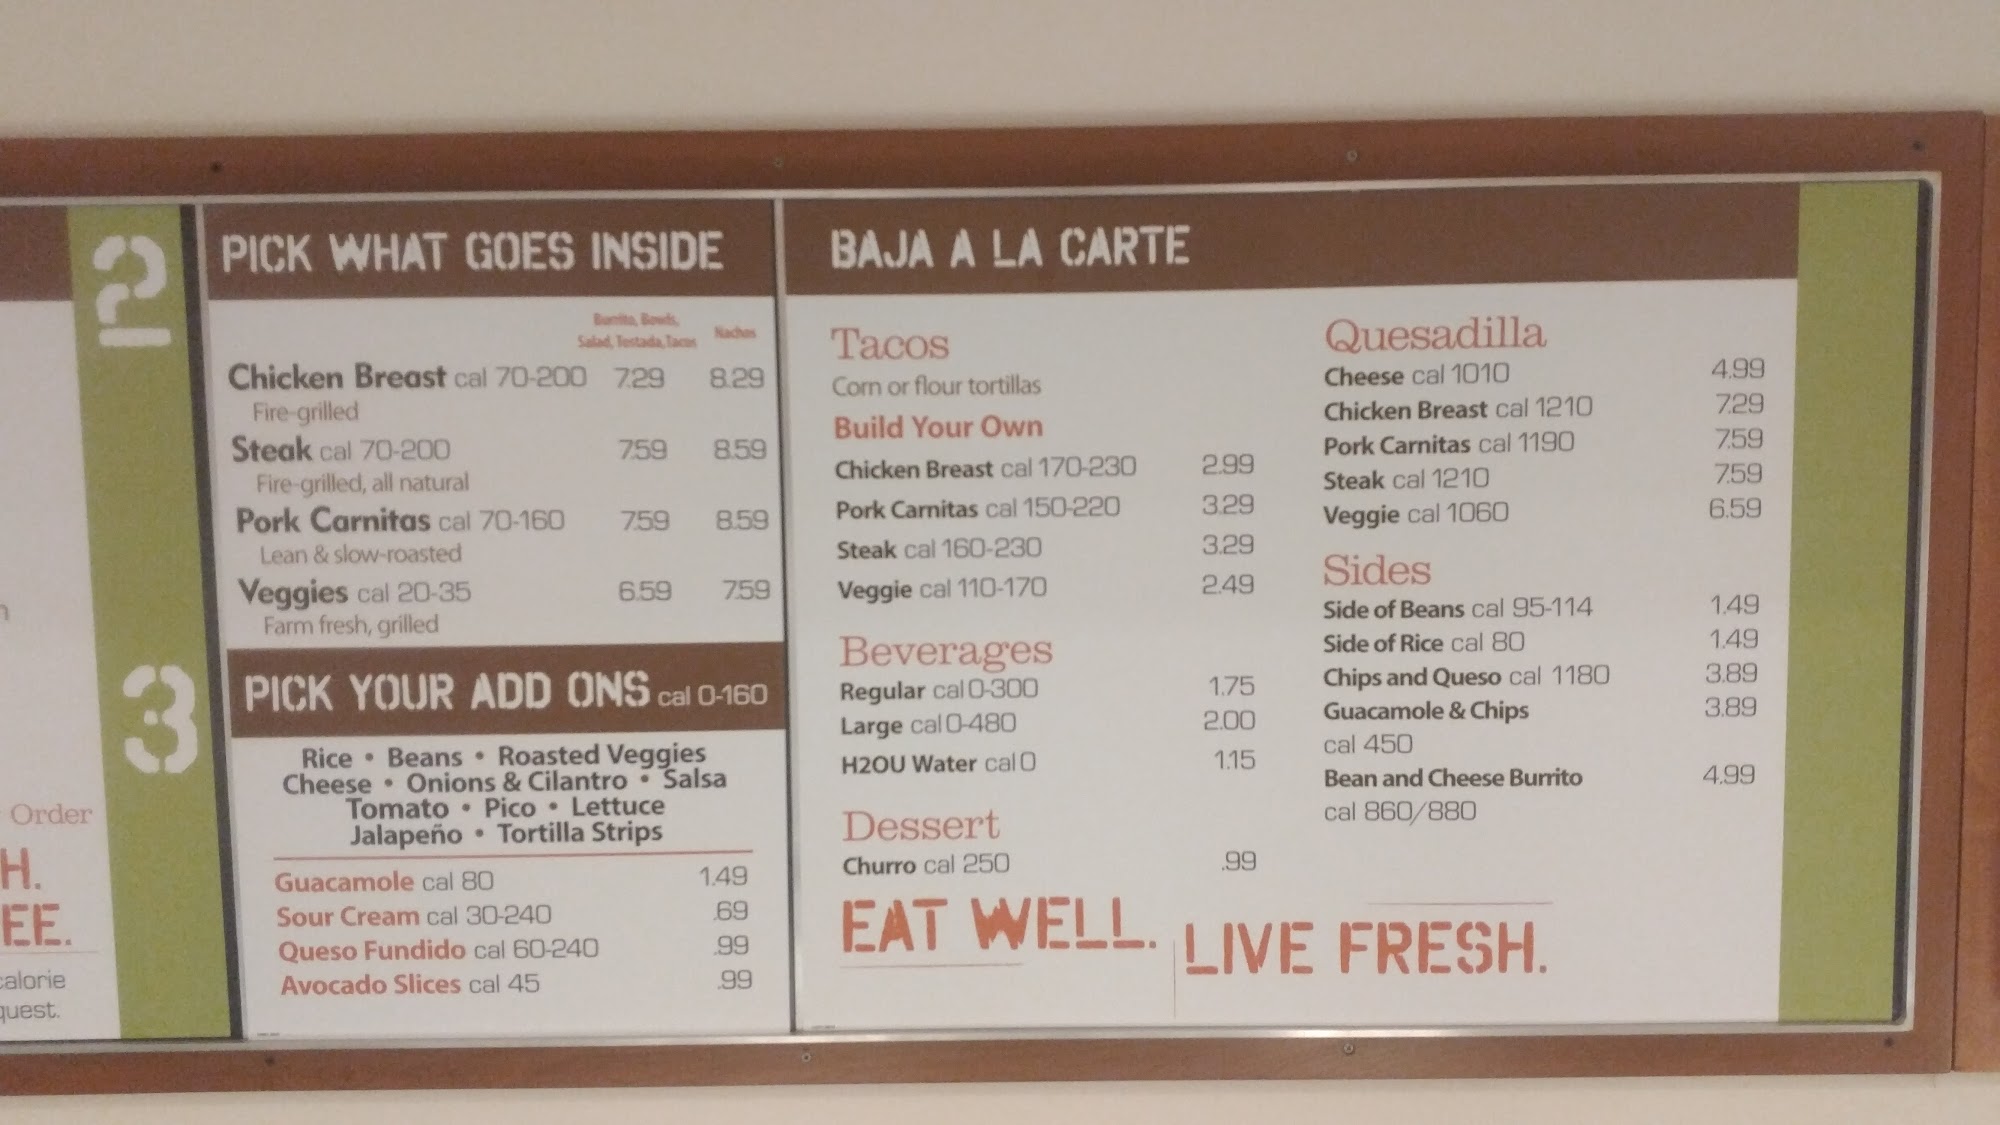 2
PICK WHAT GOES INSIDE
Burrito, Bowls, Salad, Tostada, Tacos
Nachos
Chicken Breast cal 70-200 7.29 8.29
Fire-grilled
Steak cal 70-200 7.59 8.59
Fire-grilled, all natural
Pork Carnitas cal 70-160 7.59 8.59
Lean & slow-roasted
Veggies cal 20-35 6.59 7.59
Farm fresh, grilled
3
PICK YOUR ADD ONS cal 0-160
Rice • Beans • Roasted Veggies
Cheese • Onions & Cilantro • Salsa
Tomato • Pico • Lettuce
Jalapeño • Tortilla Strips
Guacamole cal 80 1.49
Sour Cream cal 30-240 .69
Queso Fundido cal 60-240 .99
Avocado Slices cal 45 .99
Order
H.
EE.
calorie
quest.
BAJA A LA CARTE
Tacos
Corn or flour tortillas
Build Your Own
Chicken Breast cal 170-230 2.99
Pork Carnitas cal 150-220 3.29
Steak cal 160-230 3.29
Veggie cal 110-170 2.49
Beverages
Regular cal 0-300 1.75
Large cal 0-480 2.00
H2OU Water cal 0 1.15
Dessert
Churro cal 250 .99
Quesadilla
Cheese cal 1010 4.99
Chicken Breast cal 1210 7.29
Pork Carnitas cal 1190 7.59
Steak cal 1210 7.59
Veggie cal 1060 6.59
Sides
Side of Beans cal 95-114 1.49
Side of Rice cal 80 1.49
Chips and Queso cal 1180 3.89
Guacamole & Chips 3.89
cal 450
Bean and Cheese Burrito 4.99
cal 860/880
EAT WELL.
LIVE FRESH.